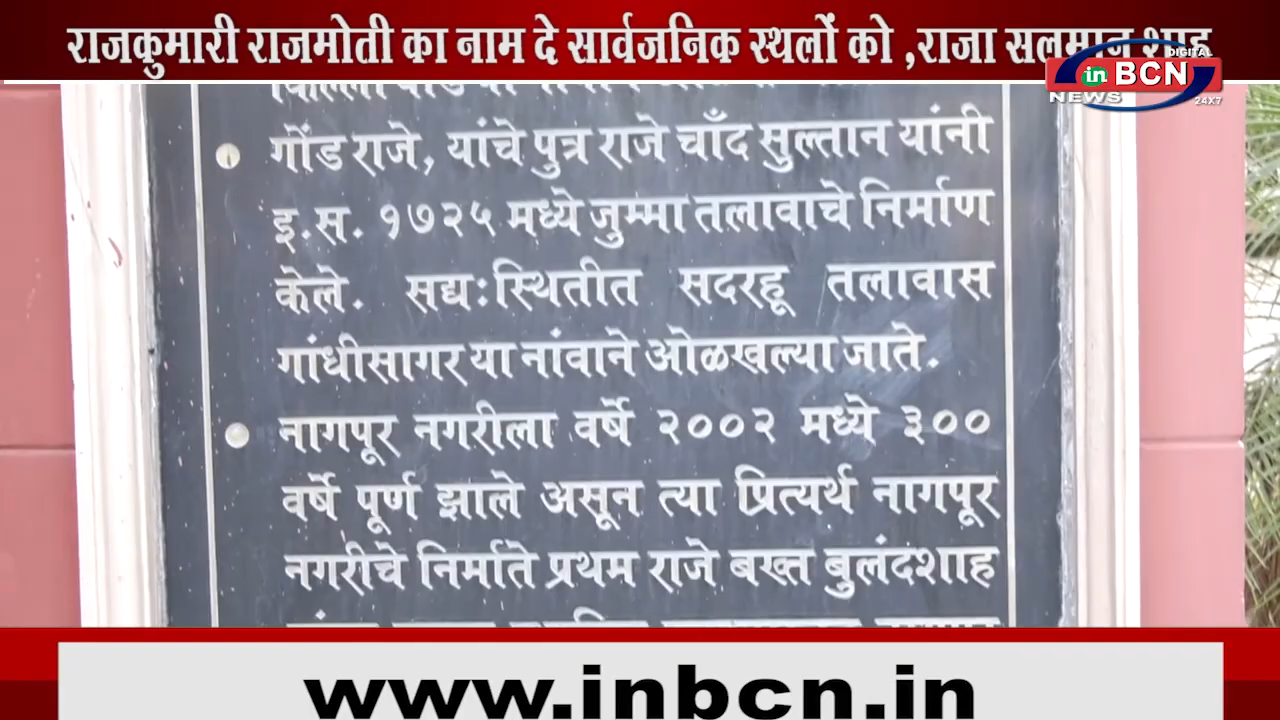 राजकुमारी राजमोती का नाम दे सार्वजनिक स्थलों को ,राजा सलमान शाह
DIGITAL
in BCN
NEWS 24X7
गोंड राजे, यांचे पुत्र राजे चाँद सुल्तान यांनी
इ.स. १७२५ मध्ये जुम्मा तलावाचे निर्माण
केले. सद्यःस्थितीत सदरहू तलावास
गांधीसागर या नांवाने ओळखल्या जाते.
नागपूर नगरीला वर्षे २००२ मध्ये ३००
वर्षे पूर्ण झाले असून त्या प्रित्यर्थ नागपूर
नगरीचे निर्माते प्रथम राजे बख्त बुलंदशाह
www.inbcn.in